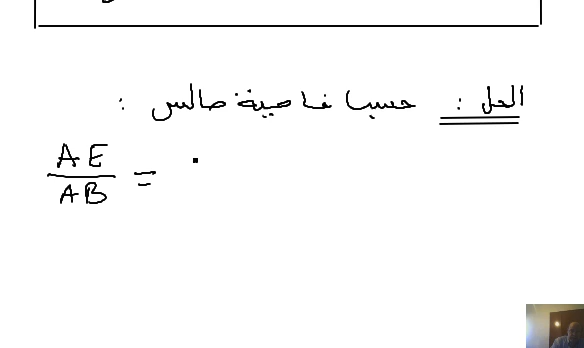 الحل : حسب خاصية طالس :
AE/AB =